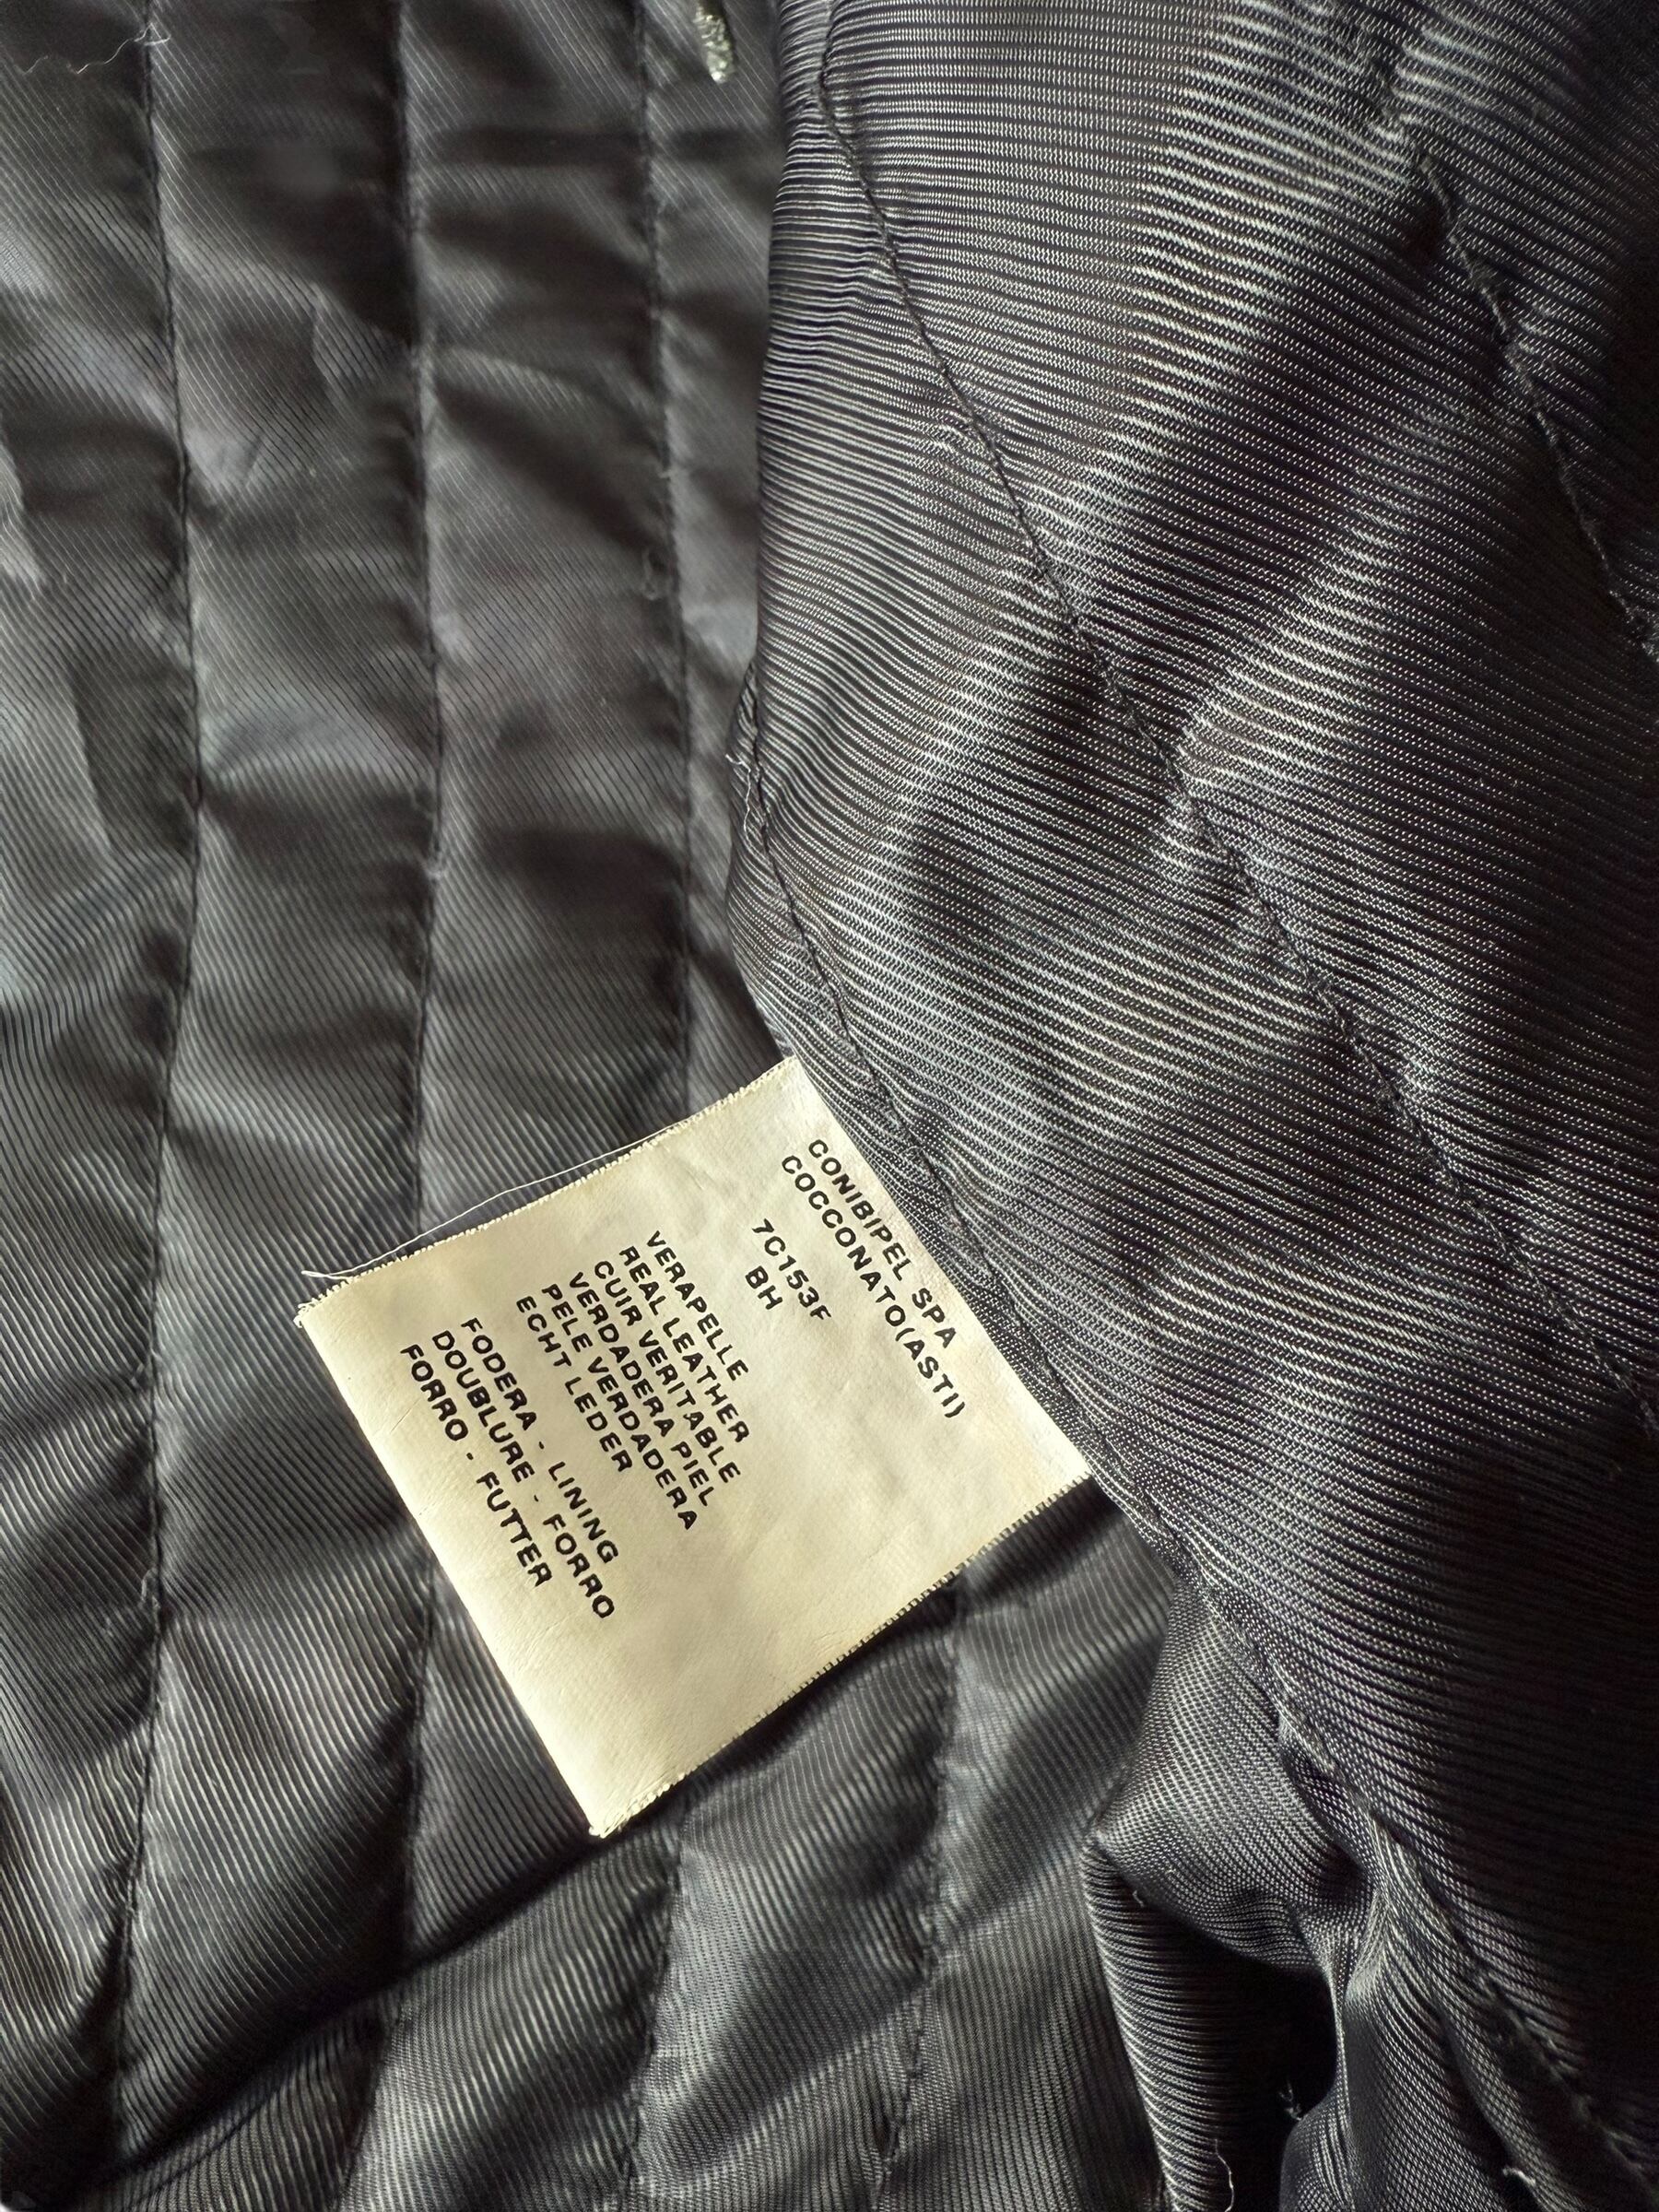 CONIBIPEL SPA
COCCONATO(ASTI)
7C153F
BH
VERAPELLE
REAL LEATHER
CUIR VERITABLE
VERDADERA PIEL
PELE VERDADERA
ECHT LEDER
FODERA - LINING
DOUBLURE - FORRO
FORRO - FUTTER